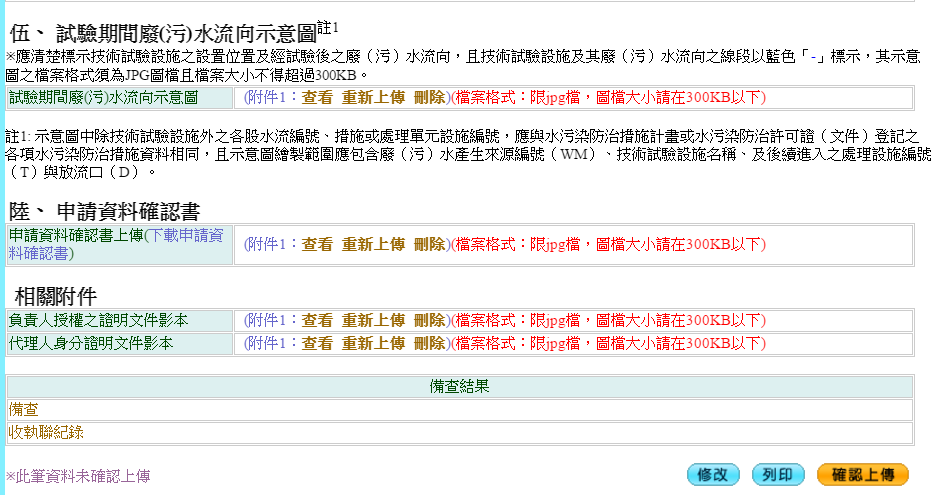 伍、 試驗期間廢(污)水流向示意圖註1
※應清楚標示技術試驗設施之設置位置及經試驗後之廢（污）水流向，且技術試驗設施及其廢（污）水流向之線段以藍色「-」標示，其示意
圖之檔案格式須為JPG圖檔且檔案大小不得超過300KB。
試驗期間廢(污)水流向示意圖 (附件1：查看 重新上傳 刪除)(檔案格式：限jpg檔，圖檔大小請在300KB以下)
註1: 示意圖中除技術試驗設施外之各股水流編號、措施或處理單元設施編號，應與水污染防治措施計畫或水污染防治許可證（文件）登記之
各項水污染防治措施資料相同，且示意圖繪製範圍應包含廢（污）水產生來源編號（WM）、技術試驗設施名稱、及後續進入之處理設施編號
（T）與放流口（D）。
陸、 申請資料確認書
申請資料確認書上傳(下載申請資
料確認書) (附件1：查看 重新上傳 刪除)(檔案格式：限jpg檔，圖檔大小請在300KB以下)
相關附件
負責人授權之證明文件影本 (附件1：查看 重新上傳 刪除)(檔案格式：限jpg檔，圖檔大小請在300KB以下)
代理人身分證明文件影本 (附件1：查看 重新上傳 刪除)(檔案格式：限jpg檔，圖檔大小請在300KB以下)
備查結果
備查
收執聯紀錄
※此筆資料未確認上傳 修改 列印 確認上傳